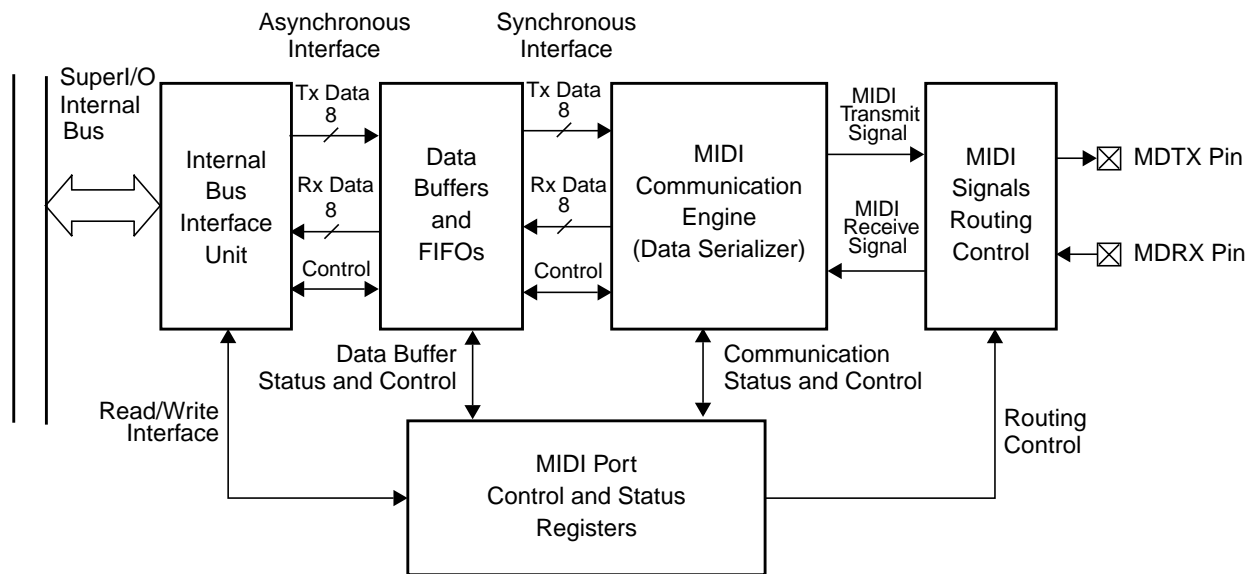 Asynchronous
Interface
Synchronous
Interface
SuperI/O
Internal
Bus
Internal
Bus
Interface
Unit
Tx Data
8
Rx Data
8
Control
Data
Buffers
and
FIFOs
Tx Data
8
Rx Data
8
Control
MIDI
Communication
Engine
(Data Serializer)
MIDI
Transmit
Signal
MIDI
Receive
Signal
MIDI
Signals
Routing
Control
MDTX Pin
MDRX Pin
Read/Write
Interface
Data Buffer
Status and Control
Communication
Status and Control
Routing
Control
MIDI Port
Control and Status
Registers